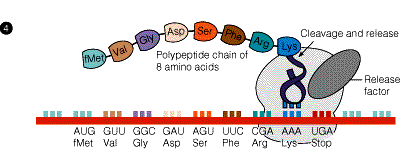 4
fMet Val Gly Asp Ser Phe Arg Lys
Cleavage and release
Polypeptide chain of
8 amino acids
Release
factor
AUG GUU GGC GAU AGU UUC CGA AAA UGA
fMet Val Gly Asp Ser Phe Arg Lys Stop